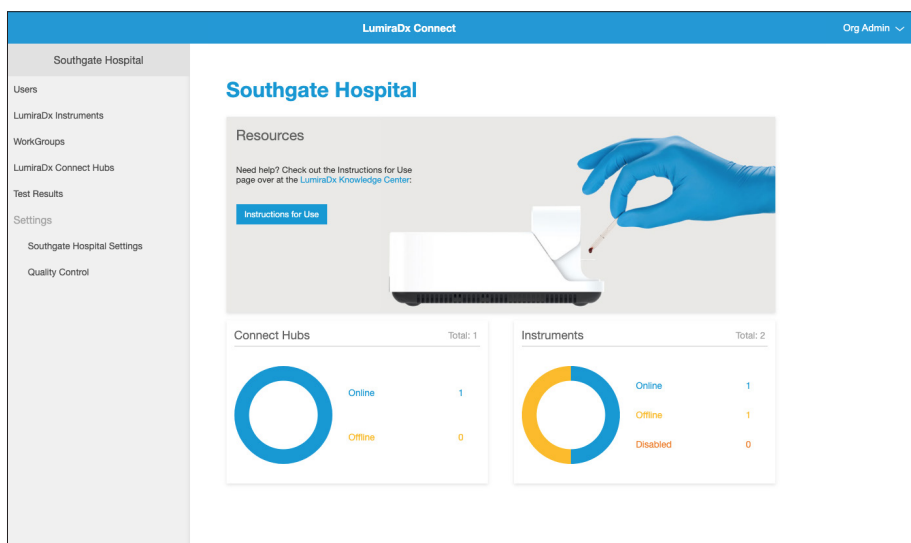 LumiraDx Connect
Org Admin
Southgate Hospital
Users
LumiraDx Instruments
WorkGroups
LumiraDx Connect Hubs
Test Results
Settings
Southgate Hospital Settings
Quality Control
Southgate Hospital
Resources
Need help? Check out the Instructions for Use
page over at the LumiraDx Knowledge Center:
Instructions for Use
Connect Hubs Total: 1
Online 1
Offline 0
Instruments Total: 2
Online 1
Offline 1
Disabled 0